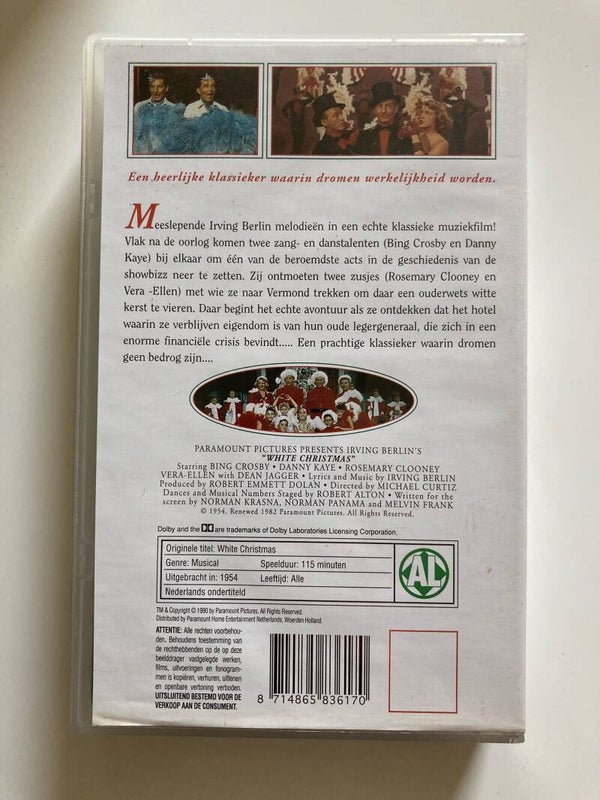 Een heerlijke klassieker waarin dromen werkelijkheid worden.
Meeslepende Irving Berlin melodieën in een echte klassieke muziekfilm!
Vlak na de oorlog komen twee zang- en danstalenten (Bing Crosby en Danny
Kaye) bij elkaar om één van de beroemdste acts in de geschiedenis van de
showbizz neer te zetten. Zij ontmoeten twee zusjes (Rosemary Clooney en
Vera -Ellen) met wie ze naar Vermond trekken om daar een ouderwets witte
kerst te vieren. Daar begint het echte avontuur als ze ontdekken dat het hotel
waarin ze verblijven eigendom is van hun oude legergeneraal, die zich in een
enorme financiële crisis bevindt..... Een prachtige klassieker waarin dromen
geen bedrog zijn....
PARAMOUNT PICTURES PRESENTS IRVING BERLIN'S
"WHITE CHRISTMAS"
Starring BING CROSBY • DANNY KAYE • ROSEMARY CLOONEY
VERA-ELLEN with DEAN JAGGER • Lyrics and Music by IRVING BERLIN
Produced by ROBERT EMMETT DOLAN • Directed by MICHAEL CURTIZ
Dances and Musical Numbers Staged by ROBERT ALTON • Written for the
screen by NORMAN KRASNA, NORMAN PANAMA and MELVIN FRANK
© 1954, Renewed 1982 Paramount Pictures. All Rights Reserved.
Dolby and the are trademarks of Dolby Laboratories Licensing Corporation.
Originele titel: White Christmas
Genre: Musical Speelduur: 115 minuten
Uitgebracht in: 1954 Leeftijd: Alle
Nederlands ondertiteld
AL
TM & Copyright © 1990 by Paramount Pictures. All Rights Reserved.
Distributed by Paramount Home Entertainment Netherlands, Woerden Holland.
ATTENTIE: Alle rechten voorbehou-
den. Behoudens toestemming van
de rechthebbenden op de op deze
beelddrager vastgelegde werken,
films, uitvoeringen en fonogram-
men is kopiëren, verhuren, uitlenen
en openbare vertoning verboden.
UITSLUITEND BESTEMD VOOR DE
VERKOOP AAN DE CONSUMENT.
8 714865 836170